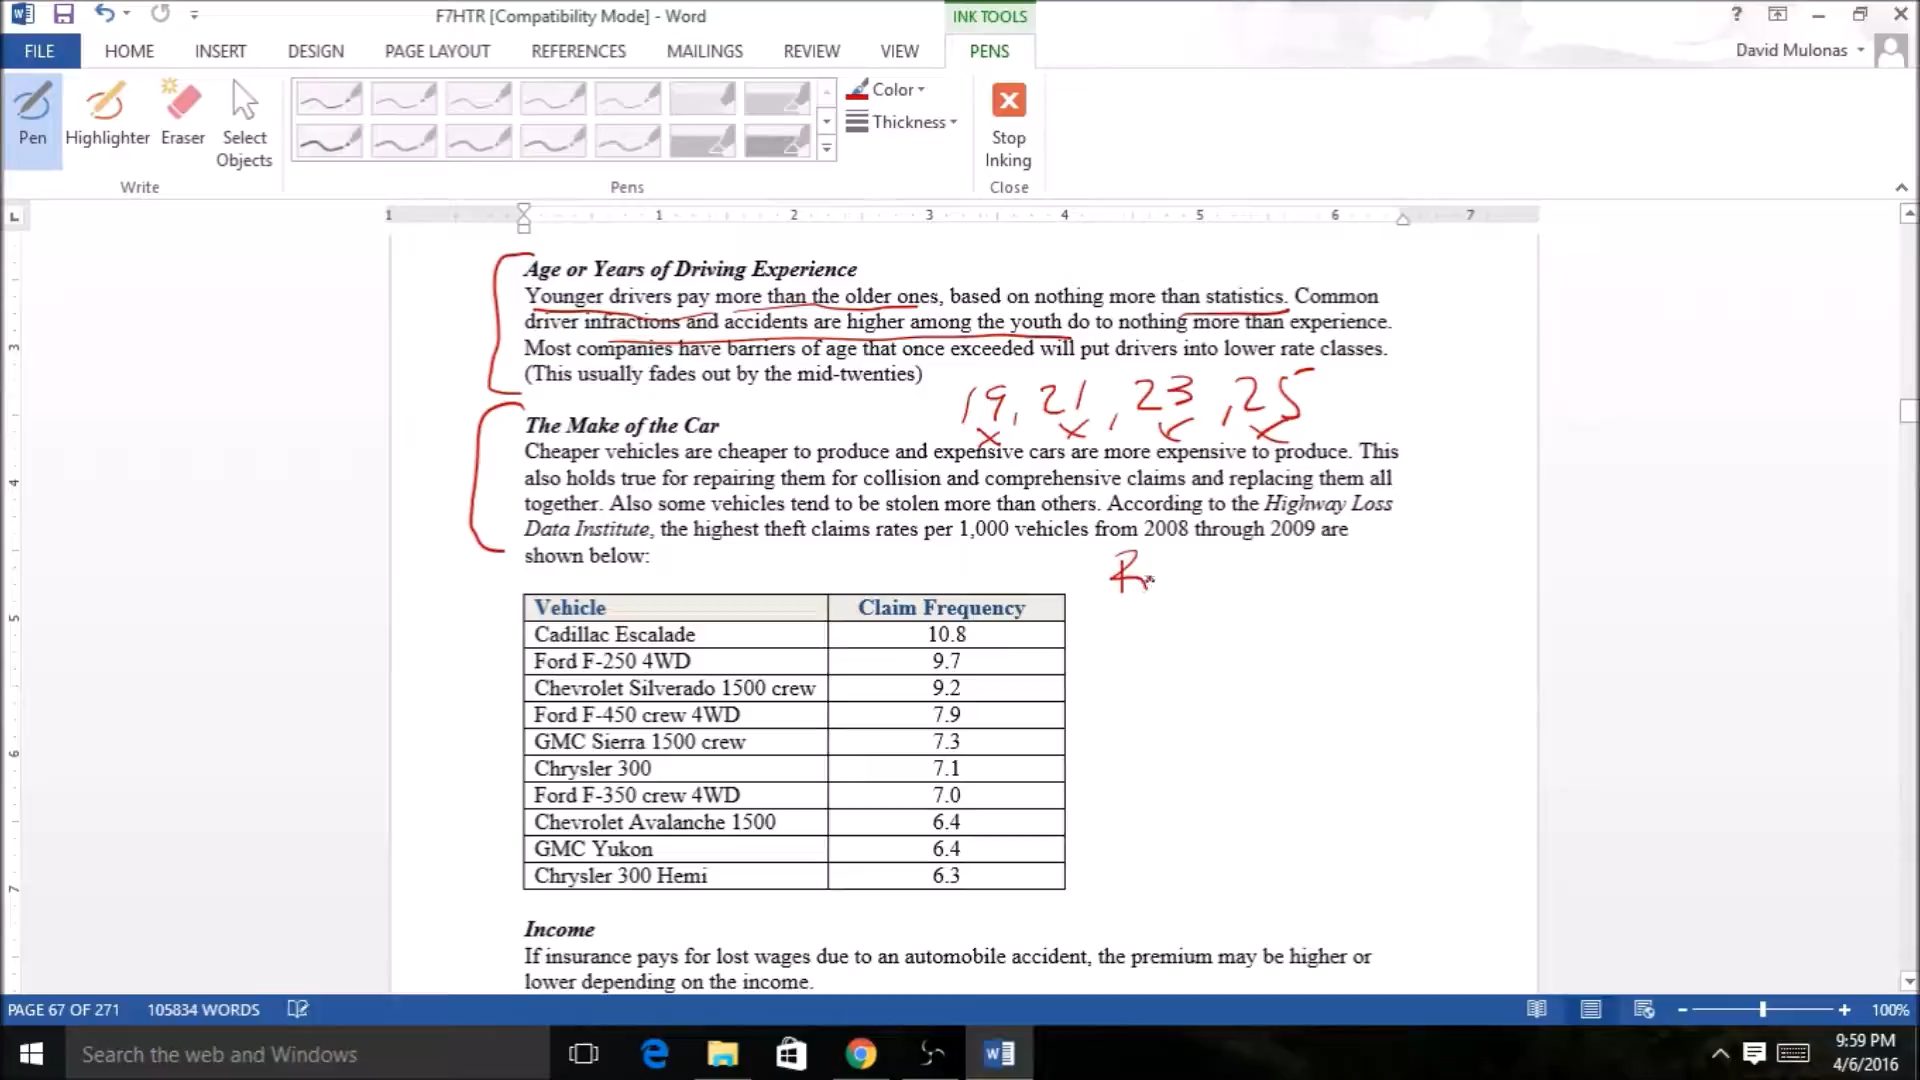 F7HTR [Compatibility Mode] - Word
INK TOOLS
?
FILE
HOME
INSERT
DESIGN
PAGE LAYOUT
REFERENCES
MAILINGS
REVIEW
VIEW
PENS
David Mulonas
Pen
Highlighter
Eraser
Select
Objects
Color
Thickness
Stop
Inking
Write
Pens
Close
1 1 2 3 4 5 6 7
Age or Years of Driving Experience
Younger drivers pay more than the older ones, based on nothing more than statistics. Common
driver infractions and accidents are higher among the youth do to nothing more than experience.
Most companies have barriers of age that once exceeded will put drivers into lower rate classes.
(This usually fades out by the mid-twenties)
19, 21, 23, 25
The Make of the Car
Cheaper vehicles are cheaper to produce and expensive cars are more expensive to produce. This
also holds true for repairing them for collision and comprehensive claims and replacing them all
together. Also some vehicles tend to be stolen more than others. According to the Highway Loss
Data Institute, the highest theft claims rates per 1,000 vehicles from 2008 through 2009 are
shown below:
R
Vehicle Claim Frequency
Cadillac Escalade 10.8
Ford F-250 4WD 9.7
Chevrolet Silverado 1500 crew 9.2
Ford F-450 crew 4WD 7.9
GMC Sierra 1500 crew 7.3
Chrysler 300 7.1
Ford F-350 crew 4WD 7.0
Chevrolet Avalanche 1500 6.4
GMC Yukon 6.4
Chrysler 300 Hemi 6.3
Income
If insurance pays for lost wages due to an automobile accident, the premium may be higher or
lower depending on the income.
3
4
5
6
7
PAGE 67 OF 271
105834 WORDS
100%
Search the web and Windows
9:59 PM
4/6/2016